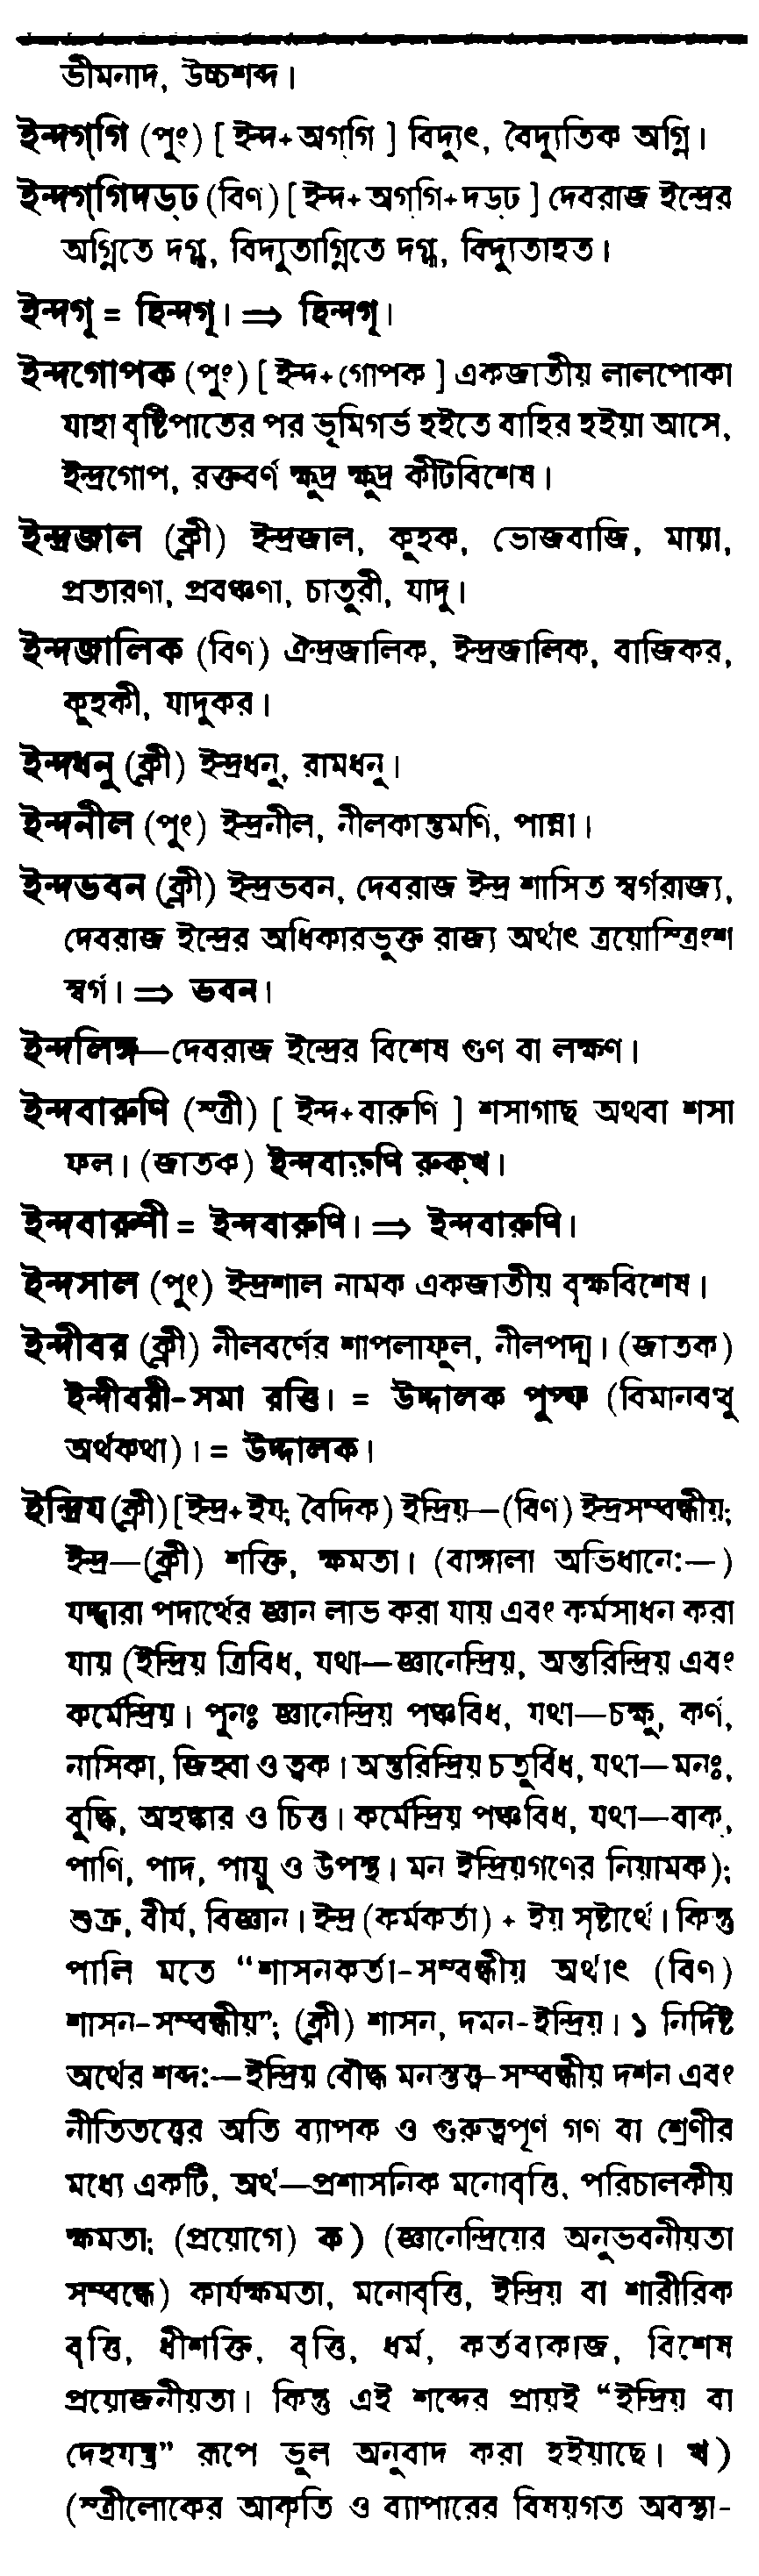 ভীমনাদ, উচ্চশব্দ।
ইন্দগ্গি (পুং) [ ইন্দ+অগ্গি ] বিদ্যুৎ, বৈদ্যুতিক অগ্নি।
ইন্দগ্গিদড্ঢ (বিণ) [ ইন্দ+অগ্গি+দড্ঢ ] দেবরাজ ইন্দ্রের
অগ্নিতে দগ্ধ, বিদ্যুতাগ্নিতে দগ্ধ, বিদ্যুতাহত।
ইন্দগূ = হিন্দগূ। ⇒ হিন্দগূ।
ইন্দগোপক (পুং) [ ইন্দ+গোপক ] একজাতীয় লালপোকা
যাহা বৃষ্টিপাতের পর ভূমিগর্ভ হইতে বাহির হইয়া আসে,
ইন্দ্রগোপ, রক্তবর্ণ ক্ষুদ্র ক্ষুদ্র কীটবিশেষ।
ইন্দ্রজাল (ক্লী) ইন্দ্রজাল, কুহক, ভোজবাজি, মায়া,
প্রতারণা, প্রবঞ্চণা, চাতুরী, যাদু।
ইন্দজালিক (বিণ) ঐন্দ্রজালিক, ইন্দ্রজালিক, বাজিকর,
কুহকী, যাদুকর।
ইন্দধনু (ক্লী) ইন্দ্রধনু, রামধনু।
ইন্দনীল (পুং) ইন্দ্রনীল, নীলকান্তমণি, পান্না।
ইন্দভবন (ক্লী) ইন্দ্রভবন, দেবরাজ ইন্দ্র শাসিত স্বর্গরাজ্য,
দেবরাজ ইন্দ্রের অধিকারভুক্ত রাজ্য অর্থাৎ ত্রয়োস্ত্রিংশ
স্বর্গ। ⇒ ভবন।
ইন্দলিঙ্গ—দেবরাজ ইন্দ্রের বিশেষ গুণ বা লক্ষণ।
ইন্দবারুণি (স্ত্রী) [ ইন্দ+বারুণি ] শসাগাছ অথবা শসা
ফল। (জাতক) ইন্দবারুণি রুক্খ।
ইন্দবারুণী = ইন্দবারুণি। ⇒ ইন্দবারুণি।
ইন্দসাল (পুং) ইন্দ্রশাল নামক একজাতীয় বৃক্ষবিশেষ।
ইন্দীবর (ক্লী) নীলবর্ণের শাপলাফুল, নীলপদ্ম। (জাতক)
ইন্দীবরী-সমা রত্তি। = উদ্দালক পুপ্ফ (বিমানবত্থু
অর্থকথা)। = উদ্দালক।
ইন্দ্রিয (ক্লী) [ইন্দ্র+ইয; বৈদিক) ইন্দ্রিয়—(বিণ) ইন্দ্রসম্বন্ধীয়;
ইন্দ্র—(ক্লী) শক্তি, ক্ষমতা। (বাঙ্গালা অভিধানে:—)
যদ্দ্বারা পদার্থের জ্ঞান লাভ করা যায় এবং কর্মসাধন করা
যায় (ইন্দ্রিয় ত্রিবিধ, যথা—জ্ঞানেন্দ্রিয়, অন্তরিন্দ্রিয় এবং
কর্মেন্দ্রিয়। পুনঃ জ্ঞানেন্দ্রিয় পঞ্চবিধ, যথা—চক্ষু, কর্ণ,
নাসিকা, জিহ্বা ও ত্বক। অন্তরিন্দ্রিয় চতুর্বিধ, যথা—মনঃ,
বুদ্ধি, অহঙ্কার ও চিত্ত। কর্মেন্দ্রিয় পঞ্চবিধ, যথা—বাক্,
পাণি, পাদ, পায়ু ও উপস্থ। মন ইন্দ্রিয়গণের নিয়ামক);
শুক্র, বীর্য, বিজ্ঞান। ইন্দ্র (কর্মকর্তা) + ইয় সৃষ্টার্থে। কিন্তু
পালি মতে “শাসনকর্তা-সম্বন্ধীয় অর্থাৎ (বিণ)
শাসন-সম্বন্ধীয়”; (ক্লী) শাসন, দমন-ইন্দ্রিয়। ১ নির্দিষ্ট
অর্থের শব্দ:—ইন্দ্রিয় বৌদ্ধ মনস্তত্ত্ব-সম্বন্ধীয় দর্শন এবং
নীতিতত্ত্বের অতি ব্যাপক ও গুরুত্বপূর্ণ গণ বা শ্রেণীর
মধ্যে একটি, অর্থ—প্রশাসনিক মনোবৃত্তি, পরিচালকীয়
ক্ষমতা; (প্রয়োগে) ক) (জ্ঞানেন্দ্রিয়ের অনুভবনীয়তা
সম্বন্ধে) কার্যক্ষমতা, মনোবৃত্তি, ইন্দ্রিয় বা শারীরিক
বৃত্তি, ধীশক্তি, বৃত্তি, ধর্ম, কর্তব্যকাজ, বিশেষ
প্রয়োজনীয়তা। কিন্তু এই শব্দের প্রায়ই “ইন্দ্রিয় বা
দেহযন্ত্র” রূপে ভুল অনুবাদ করা হইয়াছে। খ)
(স্ত্রীলোকের আকৃতি ও ব্যাপারের বিষয়গত অবস্থা-